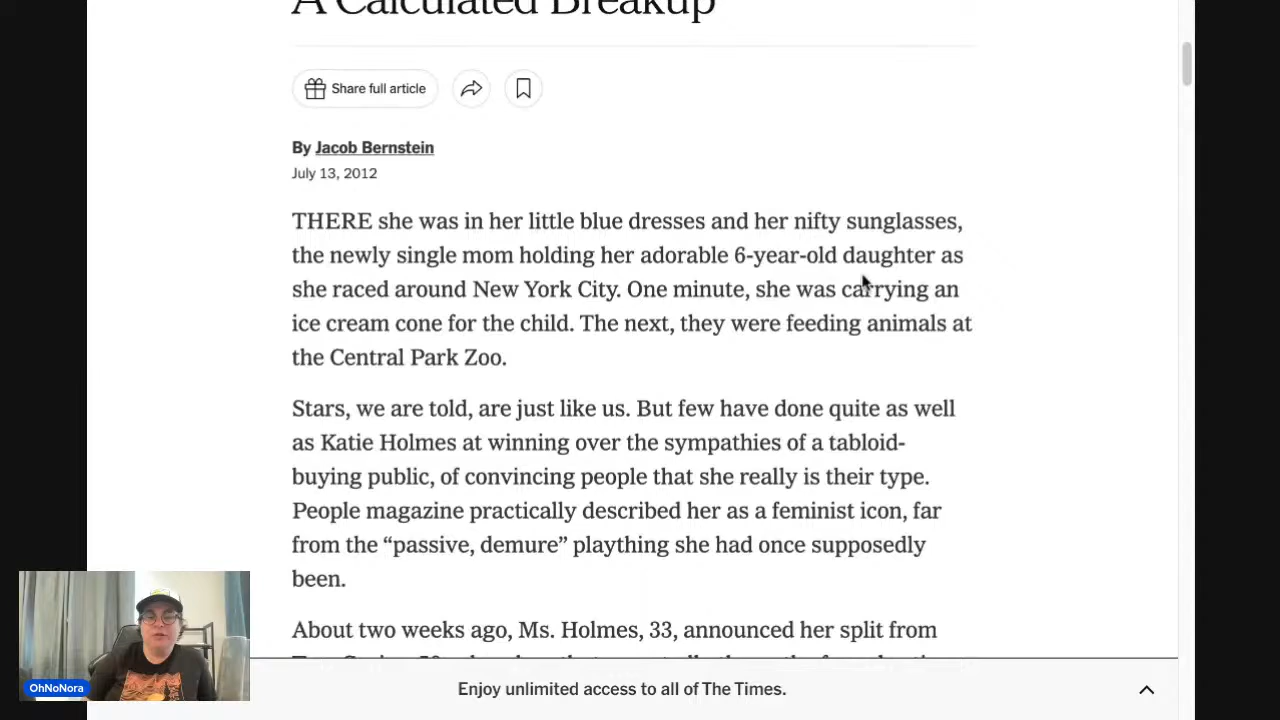 A Calculated Breakup
Share full article
By Jacob Bernstein
July 13, 2012
THERE she was in her little blue dresses and her nifty sunglasses,
the newly single mom holding her adorable 6-year-old daughter as
she raced around New York City. One minute, she was carrying an
ice cream cone for the child. The next, they were feeding animals at
the Central Park Zoo.
Stars, we are told, are just like us. But few have done quite as well
as Katie Holmes at winning over the sympathies of a tabloid-
buying public, of convincing people that she really is their type.
People magazine practically described her as a feminist icon, far
from the “passive, demure” plaything she had once supposedly
been.
About two weeks ago, Ms. Holmes, 33, announced her split from
OhNoNora
Enjoy unlimited access to all of The Times.